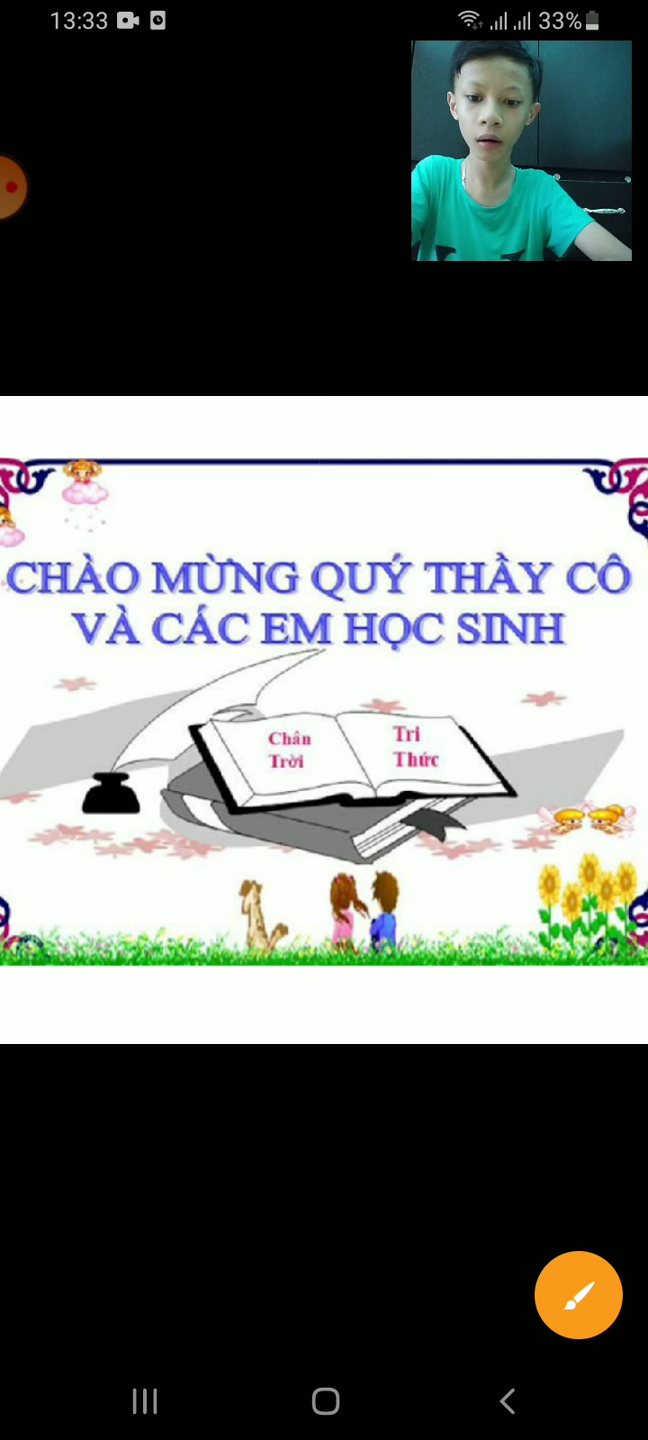 13:33
33%
CHÀO MỪNG QUÝ THẦY CÔ
VÀ CÁC EM HỌC SINH
Chân
Trời
Tri
Thức